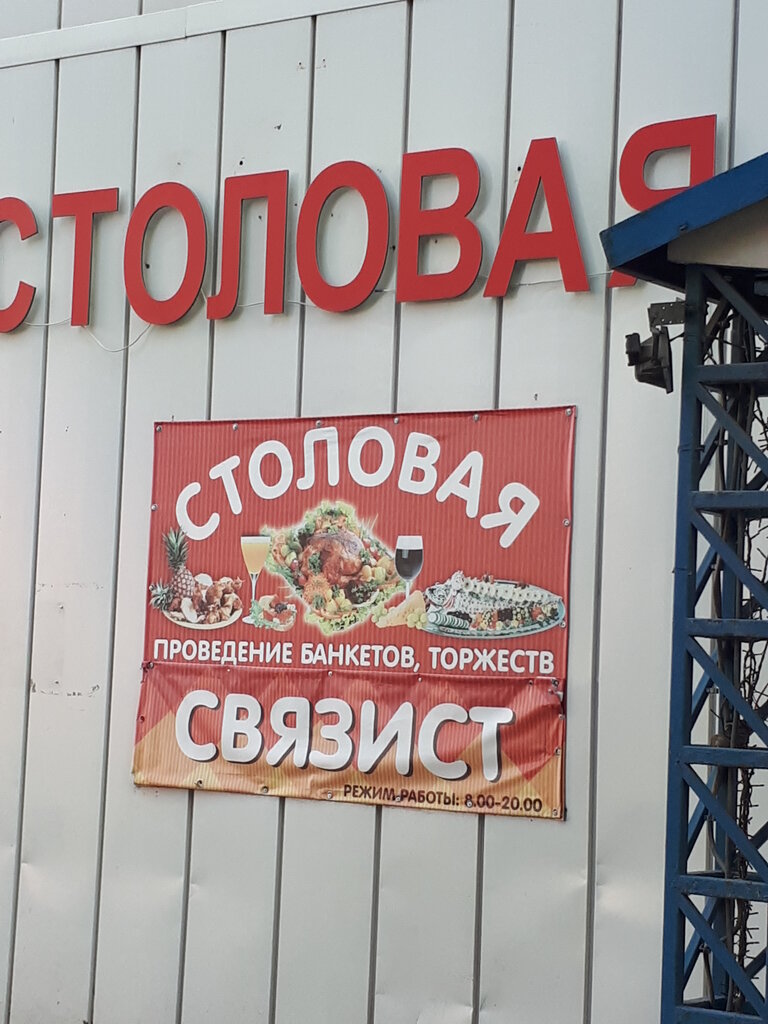 СТОЛОВАЯ
СТОЛОВАЯ
ПРОВЕДЕНИЕ БАНКЕТОВ, ТОРЖЕСТВ
СВЯЗИСТ
РЕЖИМ РАБОТЫ: 8.00-20.00